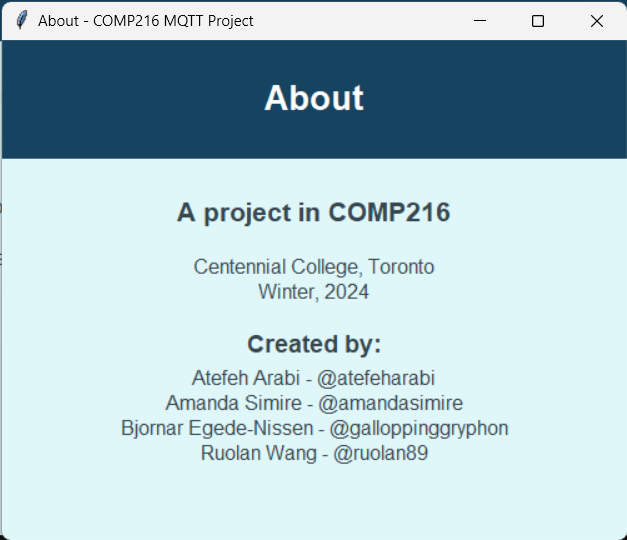 About - COMP216 MQTT Project
About
A project in COMP216
Centennial College, Toronto
Winter, 2024
Created by:
Atefeh Arabi - @atefeharabi
Amanda Simire - @amandasimire
Bjornar Egede-Nissen - @galloppinggryphon
Ruolan Wang - @ruolan89